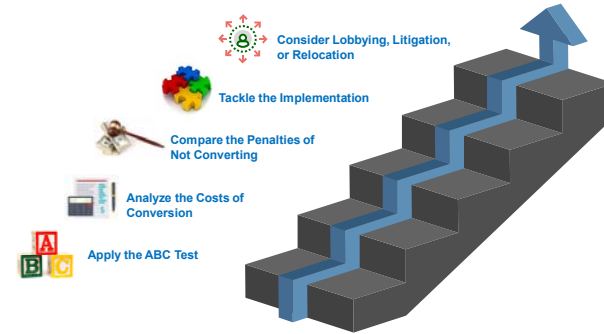 Consider Lobbying, Litigation,
or Relocation
Tackle the Implementation
Compare the Penalties of
Not Converting
Analyze the Costs of
Conversion
A
B C
Apply the ABC Test